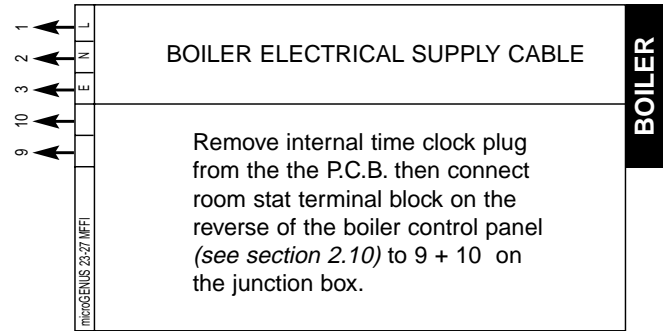 1 L
2 N
3 E
10
9
BOILER ELECTRICAL SUPPLY CABLE
Remove internal time clock plug
from the the P.C.B. then connect
room stat terminal block on the
reverse of the boiler control panel
(see section 2.10) to 9 + 10 on
the junction box.
microGENUS 23-27 MFFI
BOILER